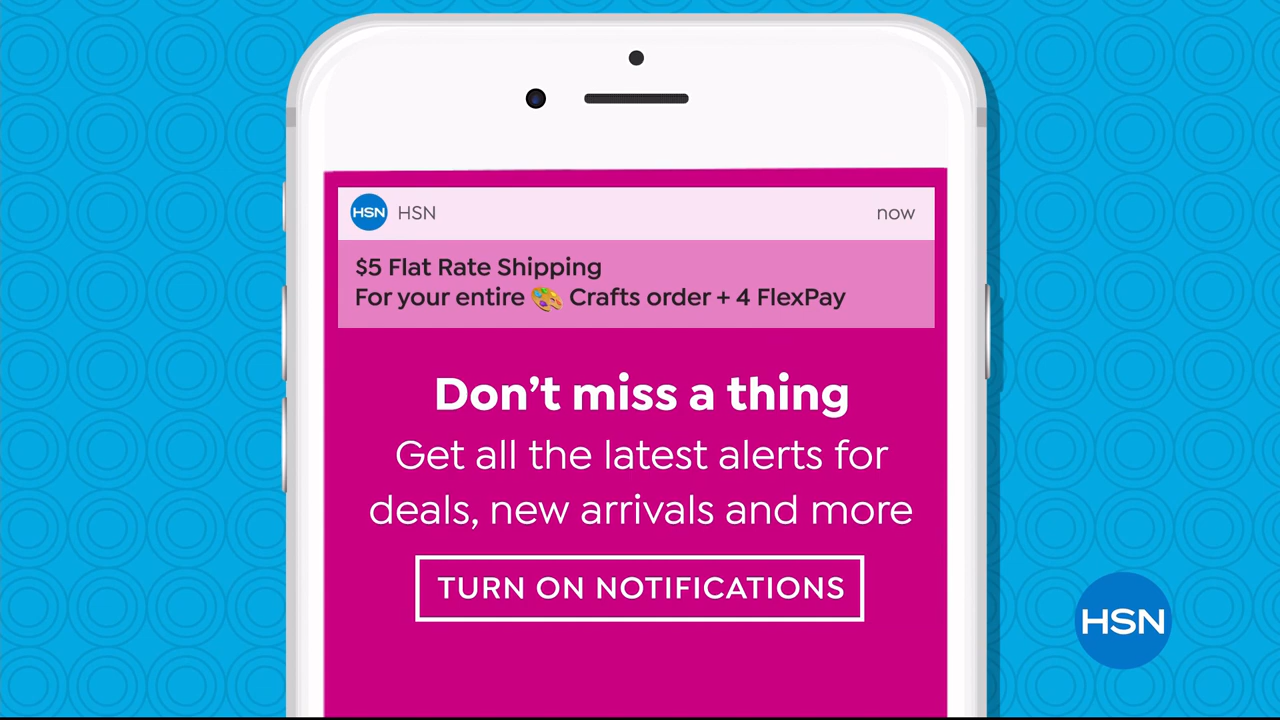 HSN HSN now
$5 Flat Rate Shipping
For your entire 🎨 Crafts order + 4 FlexPay
Don't miss a thing
Get all the latest alerts for
deals, new arrivals and more
TURN ON NOTIFICATIONS
HSN